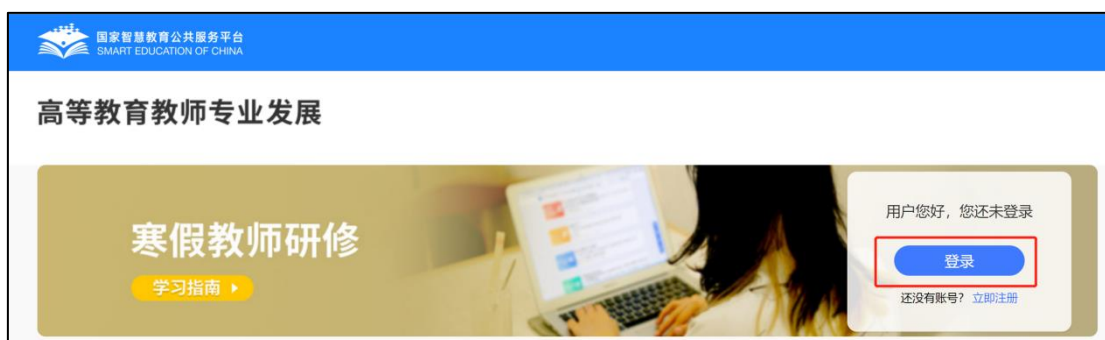 国家智慧教育公共服务平台
SMART EDUCATION OF CHINA
高等教育教师专业发展
寒假教师研修
学习指南
用户您好，您还未登录
登录
还没有账号？ 立即注册